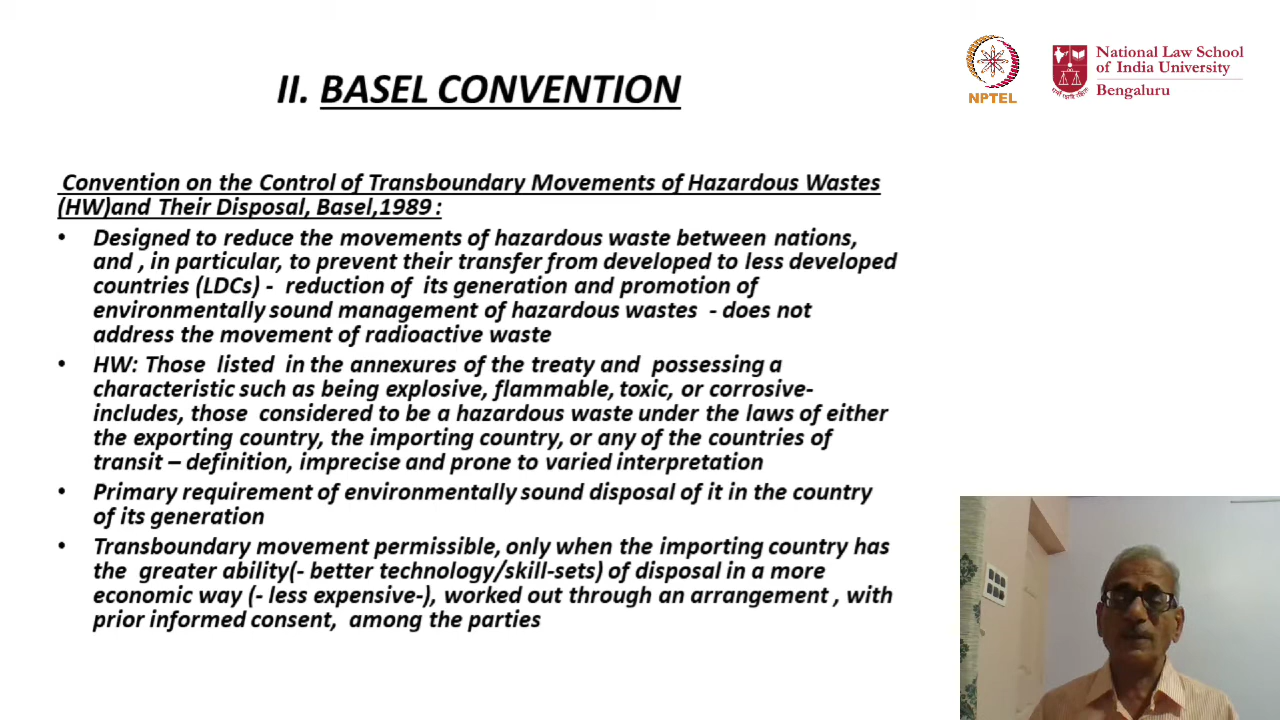 II. BASEL CONVENTION
NPTEL
National Law School
of India University
Bengaluru
Convention on the Control of Transboundary Movements of Hazardous Wastes
(HW)and Their Disposal, Basel,1989 :
• Designed to reduce the movements of hazardous waste between nations,
and , in particular, to prevent their transfer from developed to less developed
countries (LDCs) - reduction of its generation and promotion of
environmentally sound management of hazardous wastes - does not
address the movement of radioactive waste
• HW: Those listed in the annexures of the treaty and possessing a
characteristic such as being explosive, flammable, toxic, or corrosive-
includes, those considered to be a hazardous waste under the laws of either
the exporting country, the importing country, or any of the countries of
transit – definition, imprecise and prone to varied interpretation
• Primary requirement of environmentally sound disposal of it in the country
of its generation
• Transboundary movement permissible, only when the importing country has
the greater ability(- better technology/skill-sets) of disposal in a more
economic way (- less expensive-), worked out through an arrangement , with
prior informed consent, among the parties